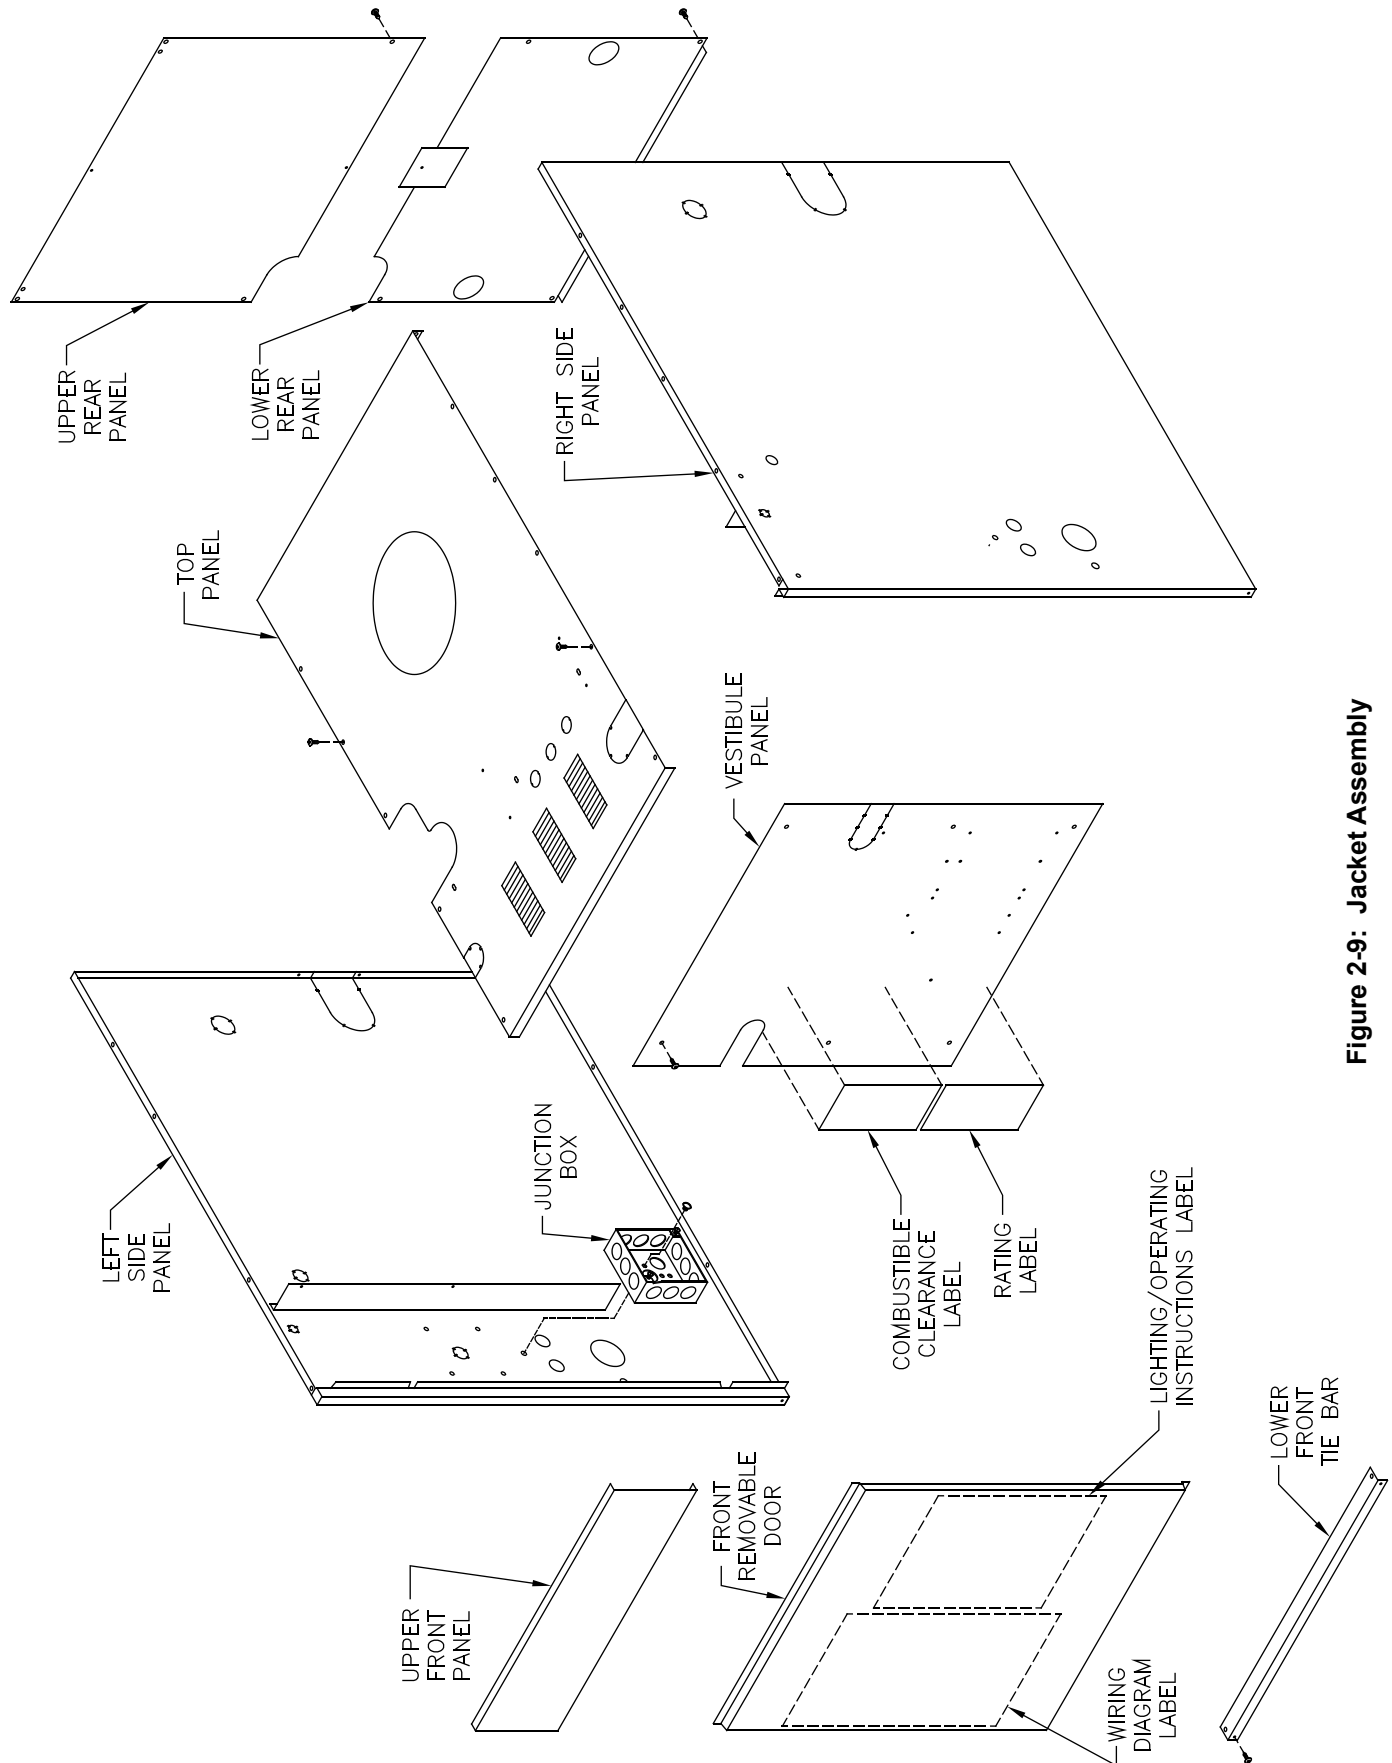 UPPER
REAR
PANEL
LOWER
REAR
PANEL
RIGHT SIDE
PANEL
TOP
PANEL
VESTIBULE
PANEL
LEFT
SIDE
PANEL
JUNCTION
BOX
COMBUSTIBLE
CLEARANCE
LABEL
RATING
LABEL
LIGHTING/OPERATING
INSTRUCTIONS LABEL
UPPER
FRONT
PANEL
FRONT
REMOVABLE
DOOR
WIRING
DIAGRAM
LABEL
LOWER
FRONT
TIE BAR
Figure 2-9: Jacket Assembly